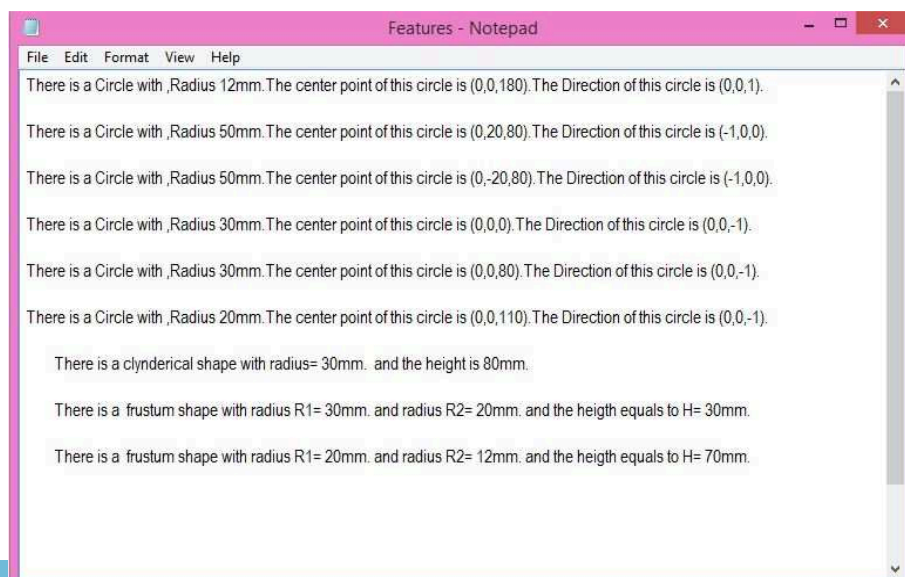 Features - Notepad
File Edit Format View Help
There is a Circle with ,Radius 12mm.The center point of this circle is (0,0,180).The Direction of this circle is (0,0,1).
There is a Circle with ,Radius 50mm.The center point of this circle is (0,20,80).The Direction of this circle is (-1,0,0).
There is a Circle with ,Radius 50mm.The center point of this circle is (0,-20,80).The Direction of this circle is (-1,0,0).
There is a Circle with ,Radius 30mm.The center point of this circle is (0,0,0).The Direction of this circle is (0,0,-1).
There is a Circle with ,Radius 30mm.The center point of this circle is (0,0,80).The Direction of this circle is (0,0,-1).
There is a Circle with ,Radius 20mm.The center point of this circle is (0,0,110).The Direction of this circle is (0,0,-1).
There is a clynderical shape with radius= 30mm. and the height is 80mm.
There is a frustum shape with radius R1= 30mm. and radius R2= 20mm. and the heigth equals to H= 30mm.
There is a frustum shape with radius R1= 20mm. and radius R2= 12mm. and the heigth equals to H= 70mm.